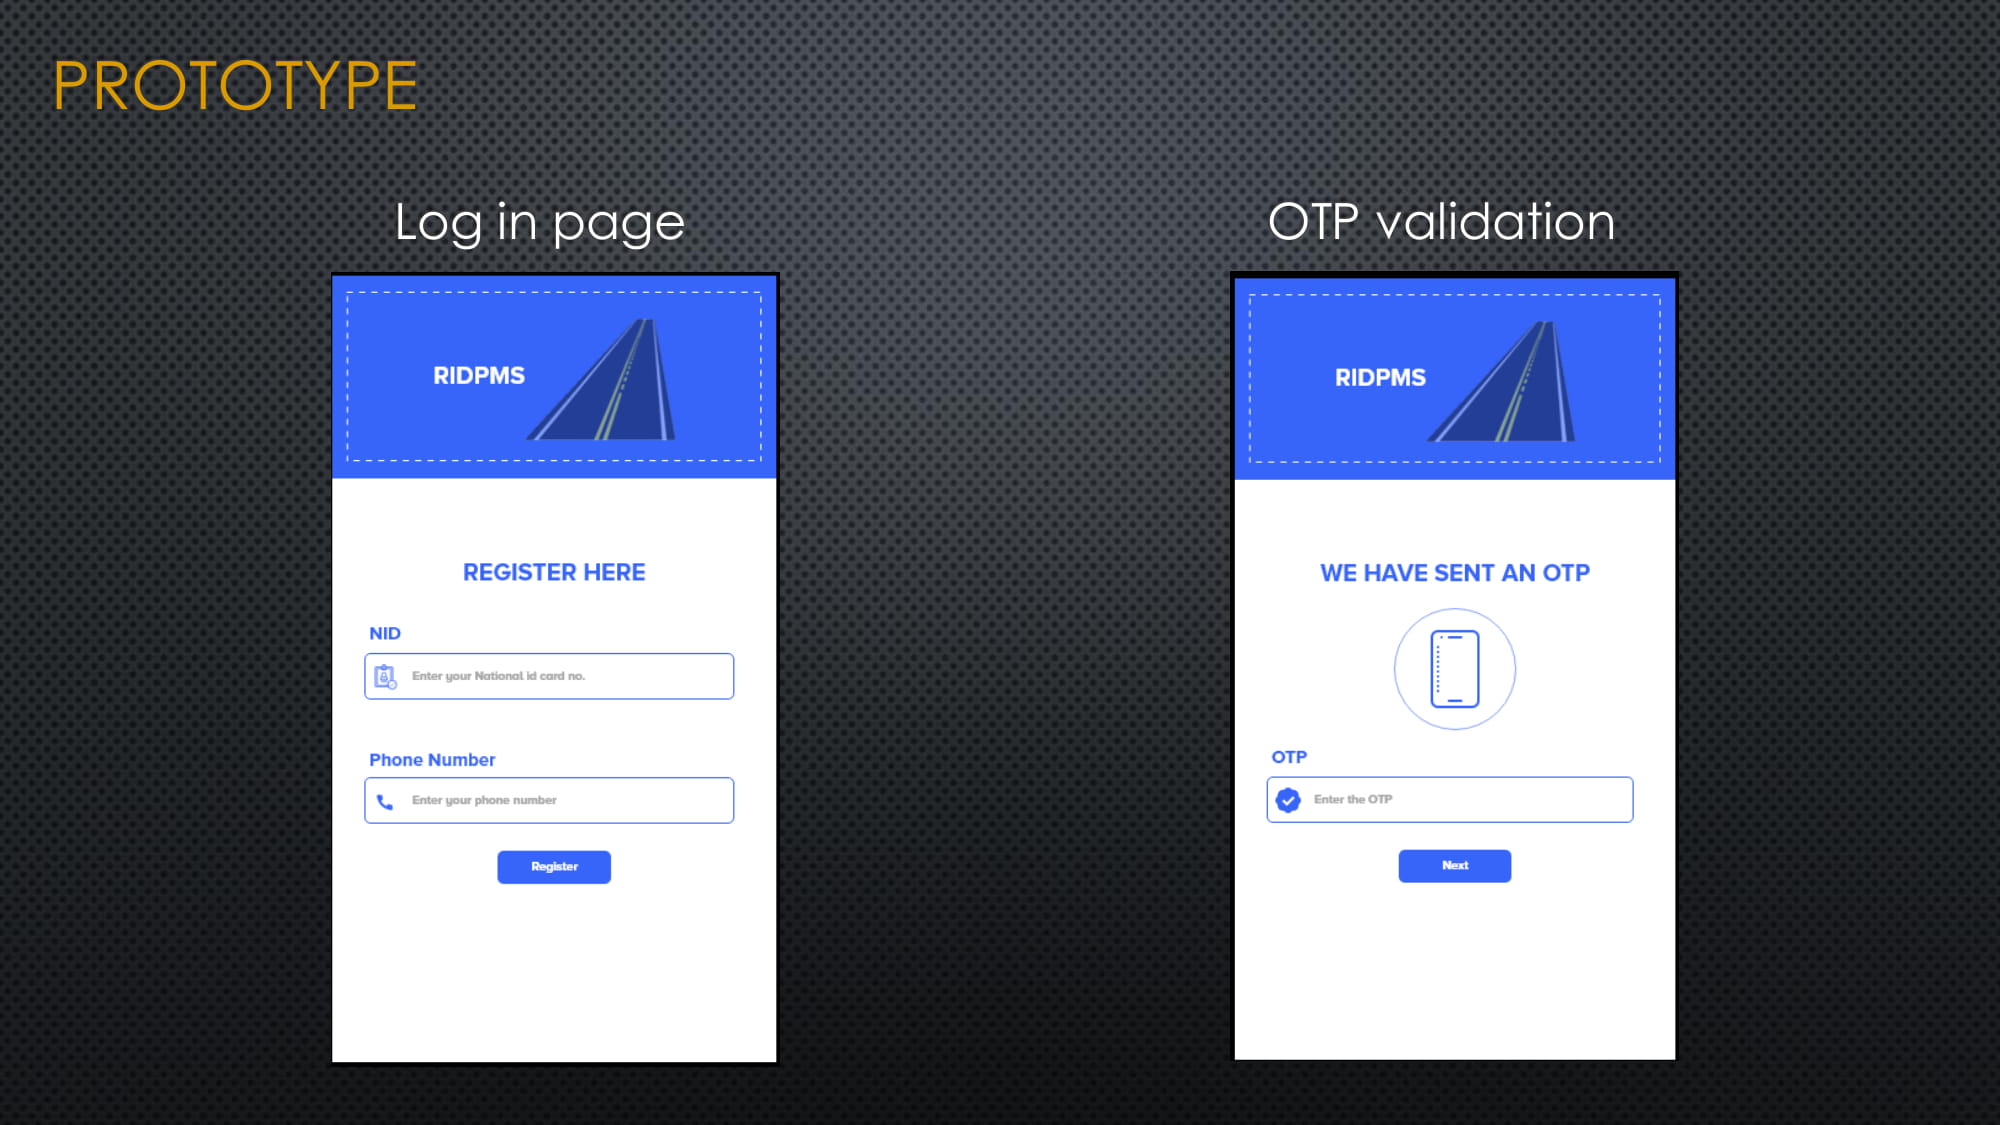 PROTOTYPE
Log in page
RIDPMS
REGISTER HERE
NID
Enter your National id card no.
Phone Number
Enter your phone number
Register
OTP validation
RIDPMS
WE HAVE SENT AN OTP
OTP
Enter the OTP
Next